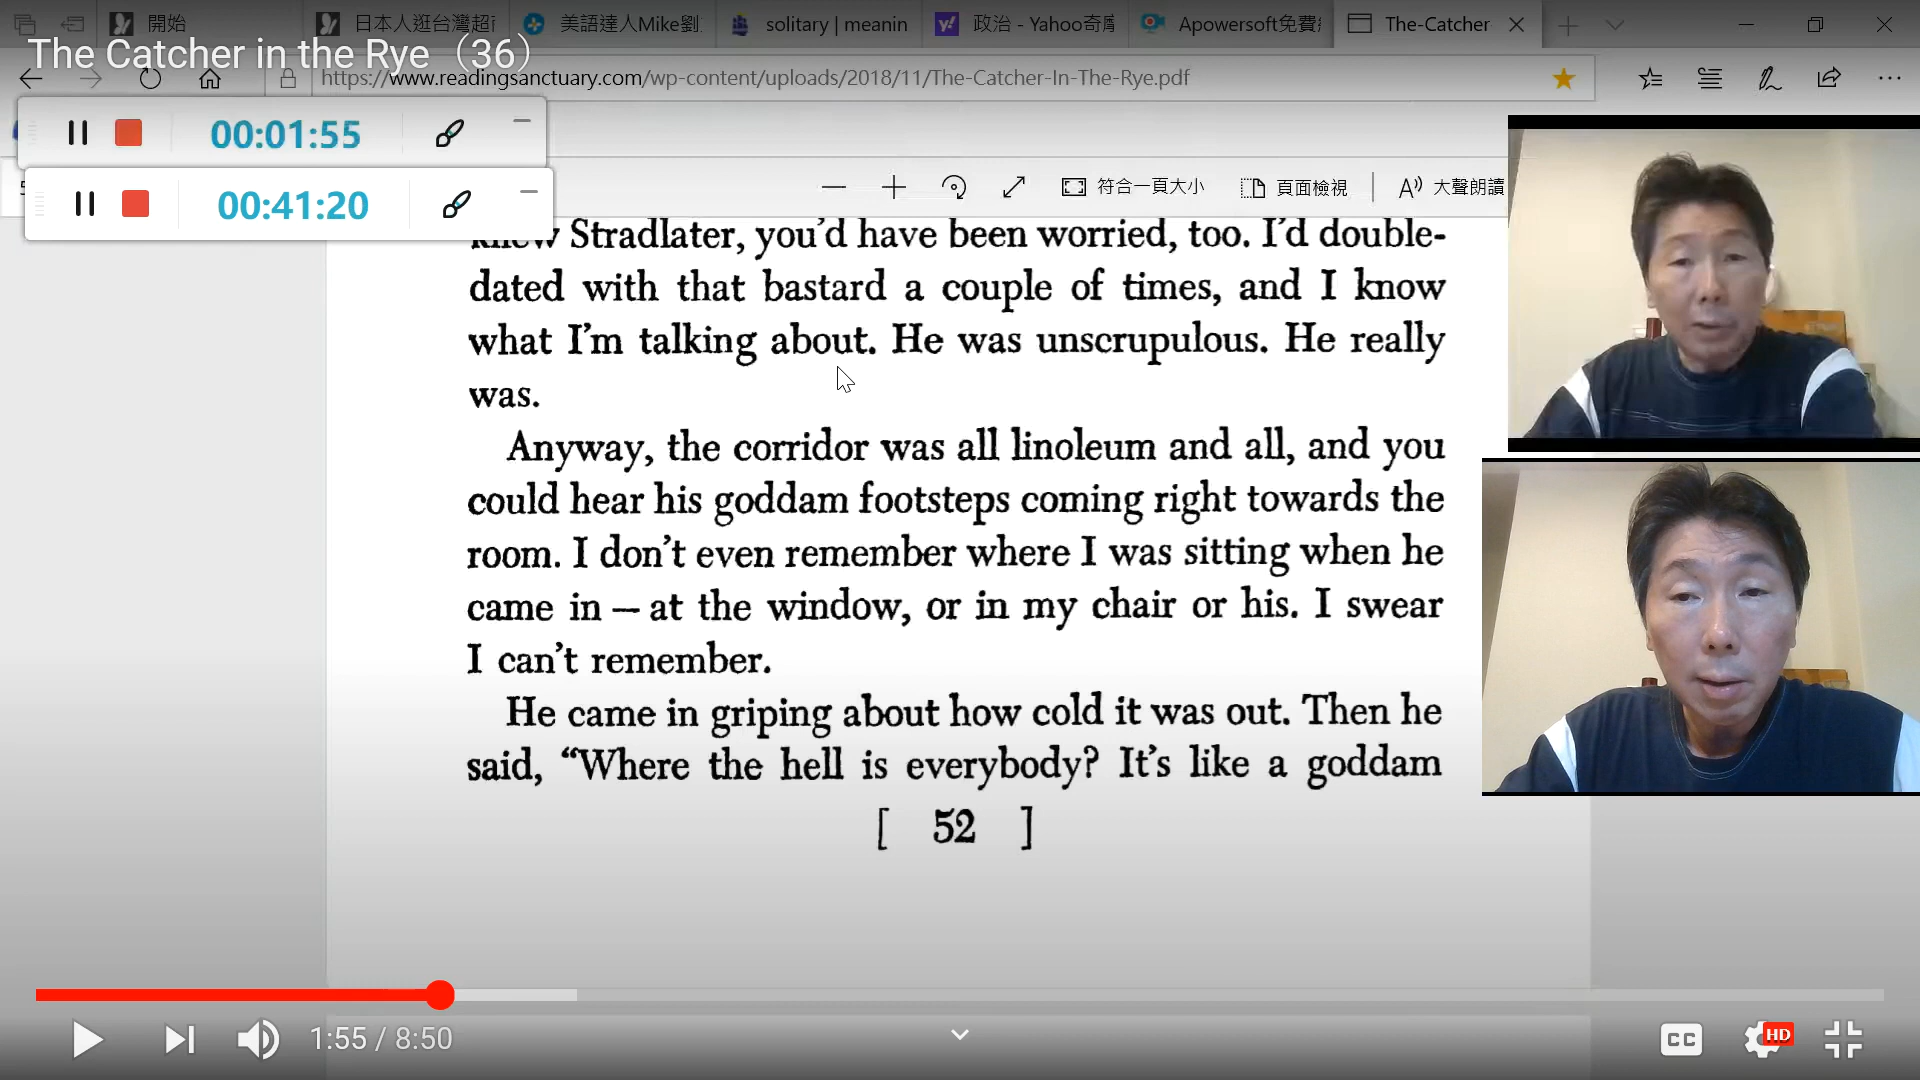 開始
日本人逛台灣超市
美語達人Mike劉
solitary | meanin
政治 - Yahoo奇摩
Apowersoft免費
The-Catcher
The Catcher in the Rye（36）
https://www.readingsanctuary.com/wp-content/uploads/2018/11/The-Catcher-In-The-Rye.pdf
00:01:55
00:41:20
符合一頁大小
頁面檢視
大聲朗讀
knew Stradlater, you’d have been worried, too. I’d double-
dated with that bastard a couple of times, and I know
what I’m talking about. He was unscrupulous. He really
was.
Anyway, the corridor was all linoleum and all, and you
could hear his goddam footsteps coming right towards the
room. I don’t even remember where I was sitting when he
came in – at the window, or in my chair or his. I swear
I can’t remember.
He came in griping about how cold it was out. Then he
said, “Where the hell is everybody? It’s like a goddam
[ 52 ]
1:55 / 8:50
CC
HD